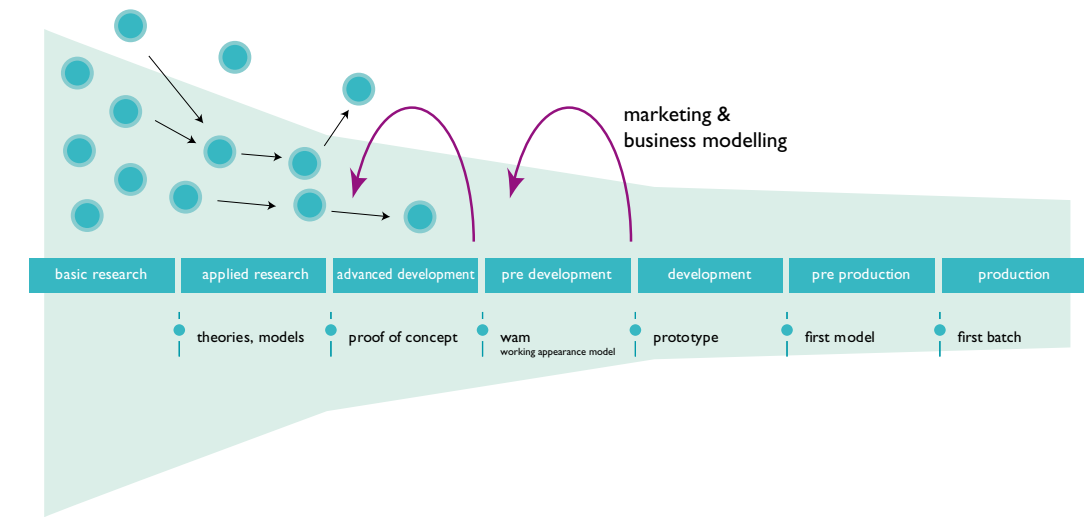 marketing &
business modelling
basic research
applied research
advanced development
pre development
development
pre production
production
theories, models
proof of concept
wam
working appearance model
prototype
first model
first batch